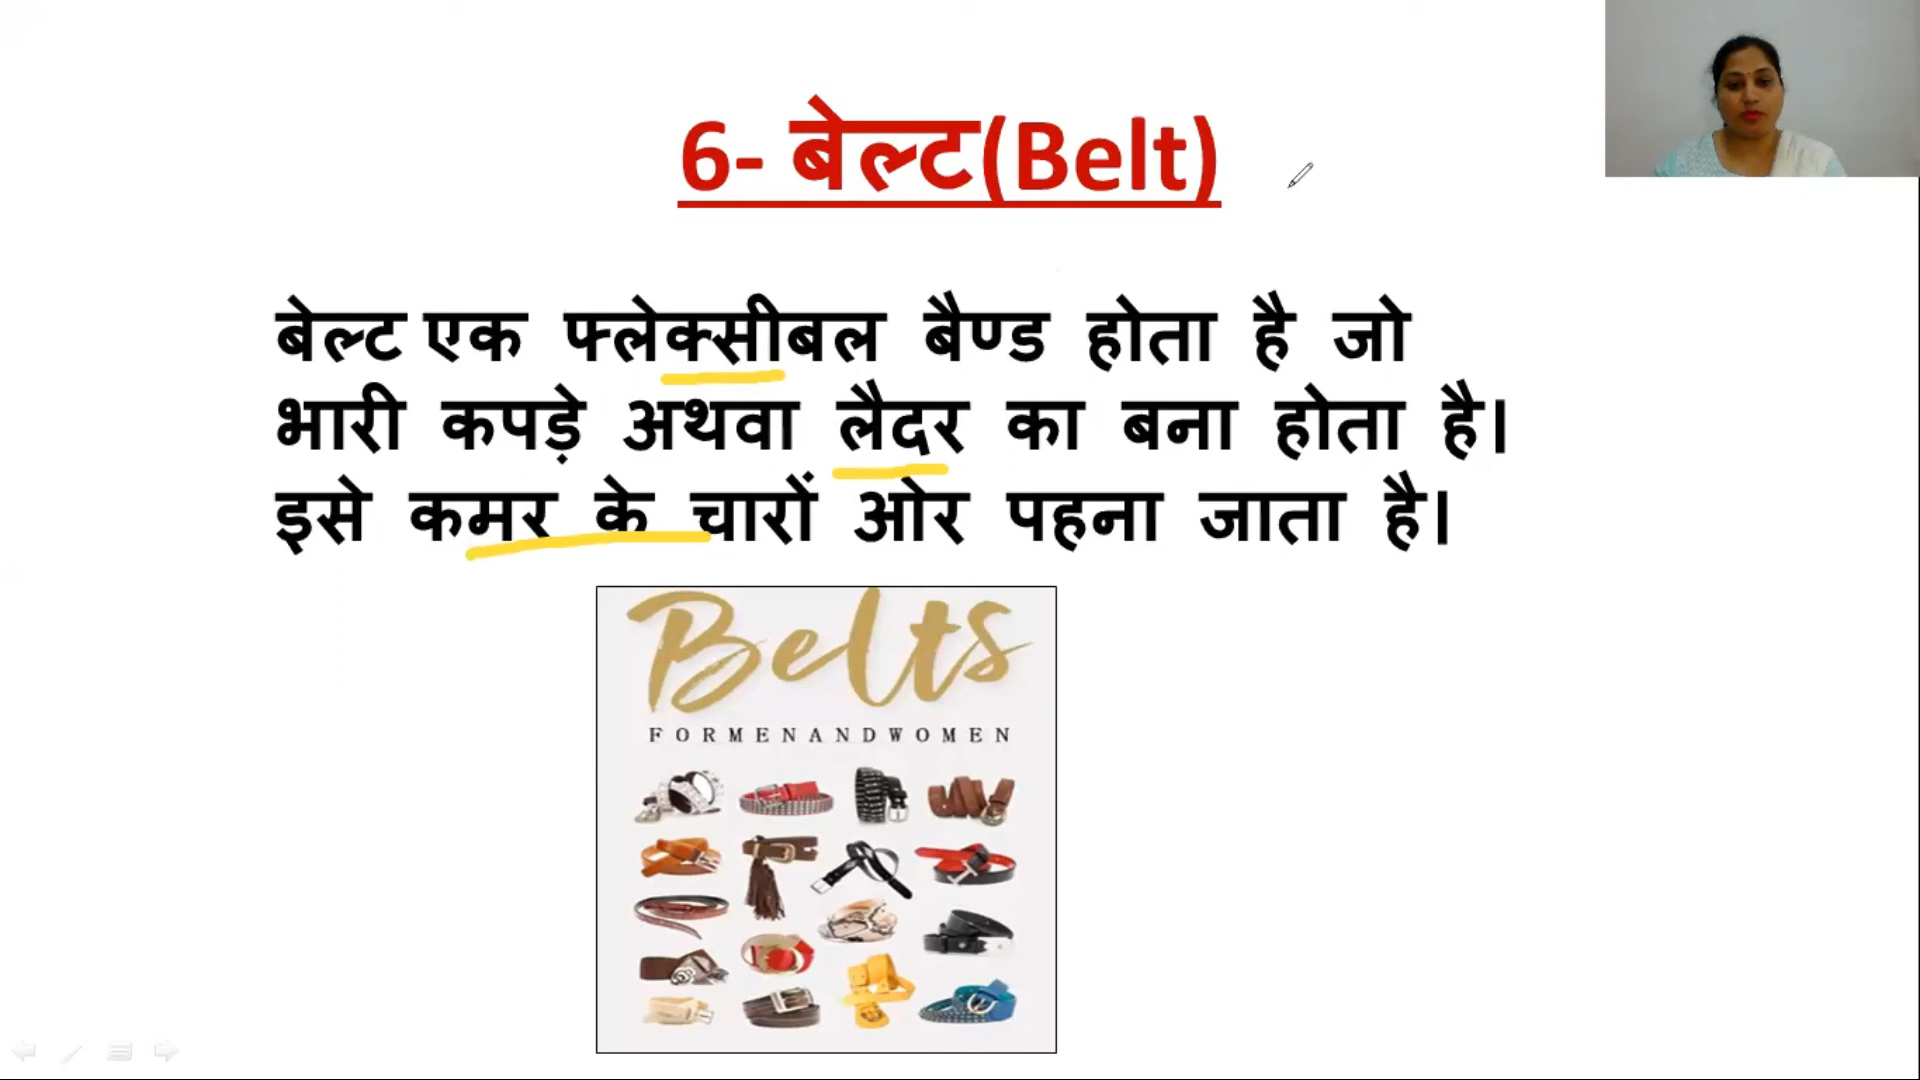 6- बेल्ट(Belt)
बेल्ट एक फ्लेक्सीबल बैण्ड होता है जो
भारी कपड़े अथवा लैदर का बना होता है।
इसे कमर के चारों ओर पहना जाता है।
Belts
FORMENANDWOMEN